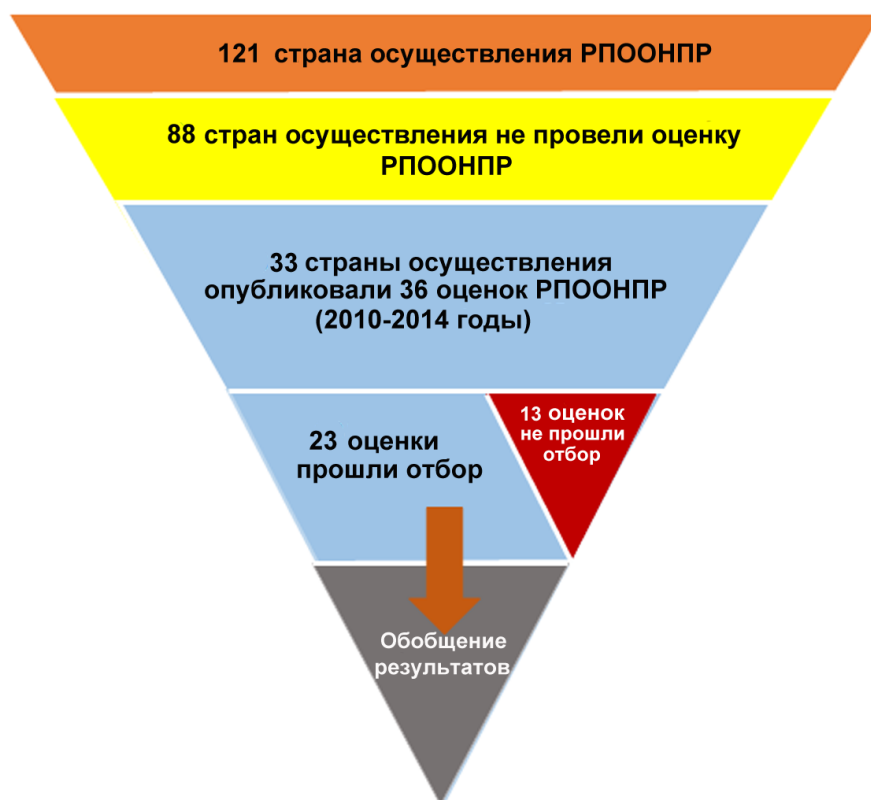 121 страна осуществления РПООНПР
88 стран осуществления не провели оценку
РПООНПР
33 страны осуществления
опубликовали 36 оценок РПООНПР
(2010-2014 годы)
23 оценки
прошли отбор
13 оценок
не прошли
отбор
Обобщение
результатов